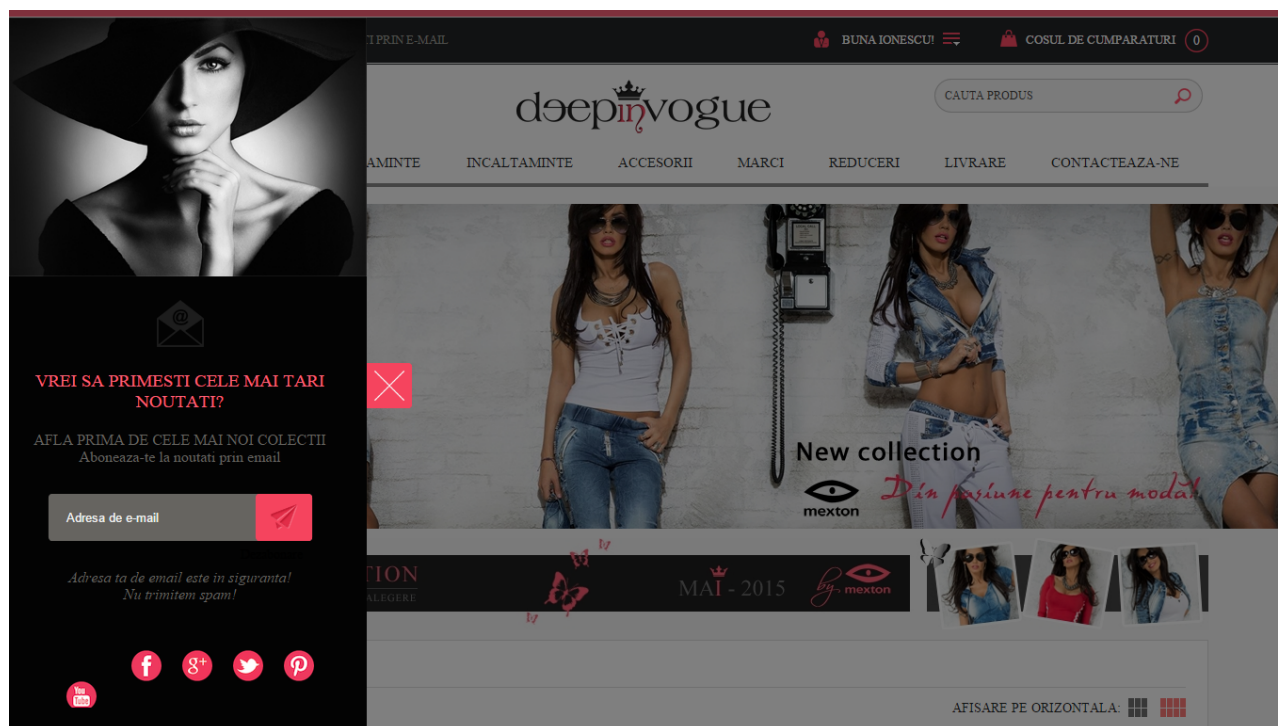 TI PRIN E-MAIL
BUNA IONESCU!
COSUL DE CUMPARATURI
0
deepinvogue
CAUTA PRODUS
AMINTE
INCALTAMINTE
ACCESORII
MARCI
REDUCERI
LIVRARE
CONTACTEAZA-NE
@
VREI SA PRIMESTI CELE MAI TARI
NOUTATI?
AFLA PRIMA DE CELE MAI NOI COLECTII
Aboneaza-te la noutati prin email
Adresa de e-mail
Adresa ta de email este in siguranta!
Nu trimitem spam!
f
g+
You
Tube
New collection
mexton
Din pasiune pentru modă!
TION
ALEGERE
MAI - 2015
by mexton
AFISARE PE ORIZONTALA: